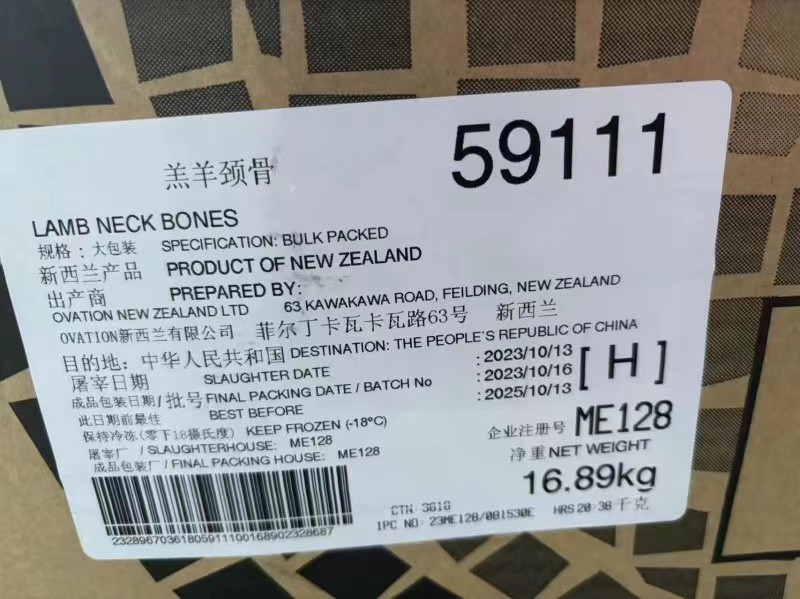 羔羊颈骨
59111
LAMB NECK BONES
规格：大包装 SPECIFICATION: BULK PACKED
新西兰产品 PRODUCT OF NEW ZEALAND
出产商 PREPARED BY:
OVATION NEW ZEALAND LTD 63 KAWAKAWA ROAD, FEILDING, NEW ZEALAND
OVATION新西兰有限公司 菲尔丁卡瓦卡瓦路63号 新西兰
目的地：中华人民共和国 DESTINATION: THE PEOPLE'S REPUBLIC OF CHINA
屠宰日期 SLAUGHTER DATE : 2023/10/13
成品包装日期/批号 FINAL PACKING DATE / BATCH No : 2023/10/16
此日期前最佳 BEST BEFORE : 2025/10/13
[ H ]
保持冷冻(零下18摄氏度) KEEP FROZEN (-18°C)
企业注册号 ME128
屠宰厂 / SLAUGHTERHOUSE: ME128
成品包装厂 / FINAL PACKING HOUSE: ME128
净重 NET WEIGHT
16.89kg
千克
CTN: 3618
IPC NO: 23ME128/081530E HRS 20:38
2328967036180591110016890232868​7